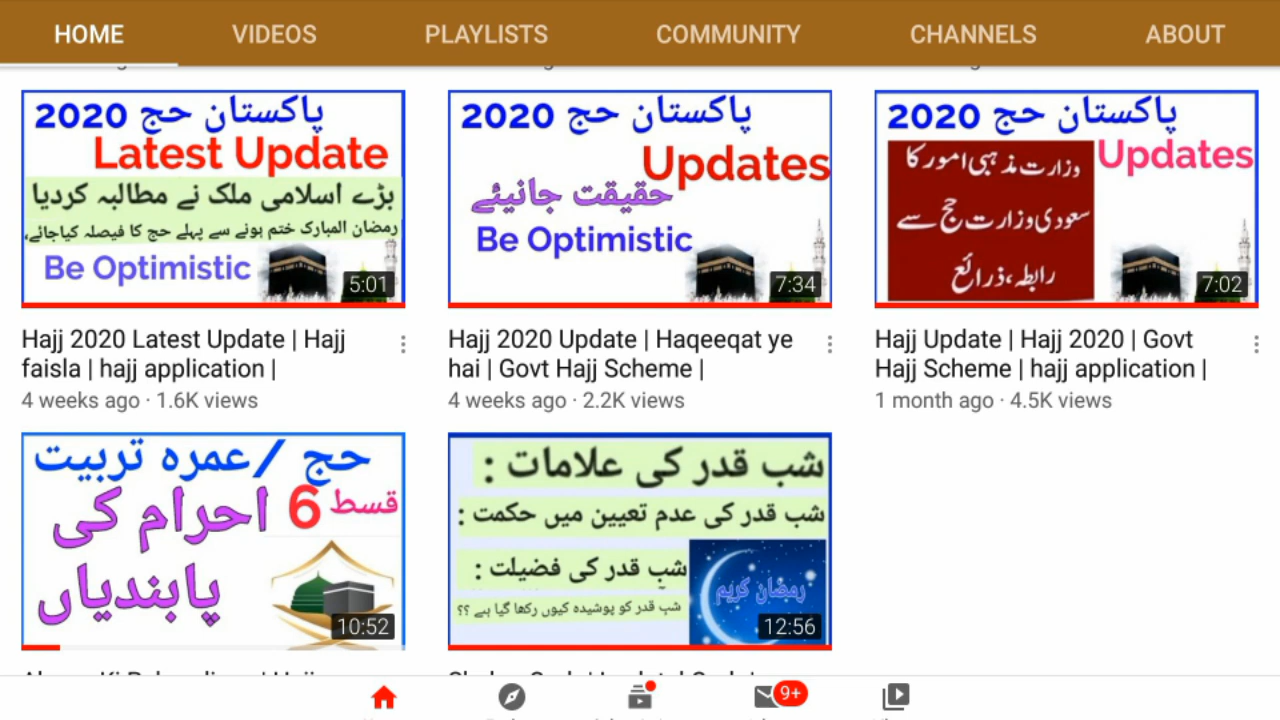 HOME VIDEOS PLAYLISTS COMMUNITY CHANNELS ABOUT
پاکستان حج 2020
Latest Update
بڑے اسلامی ملک نے مطالبہ کردیا
رمضان المبارک ختم ہونے سے پہلے حج کا فیصلہ کیاجائے،
Be Optimistic
5:01
پاکستان حج 2020
Updates
حقیقت جانیئے
Be Optimistic
7:34
پاکستان حج 2020
Updates
وزارت مذہبی امور کا
سعودی وزارت حج سے
رابطہ، ذرائع
7:02
Hajj 2020 Latest Update | Hajj
faisla | hajj application |
4 weeks ago · 1.6K views
Hajj 2020 Update | Haqeeqat ye
hai | Govt Hajj Scheme |
4 weeks ago · 2.2K views
Hajj Update | Hajj 2020 | Govt
Hajj Scheme | hajj application |
1 month ago · 4.5K views
حج /عمرہ تربیت
قسط 6 احرام کی
پابندیاں
10:52
شب قدر کی علامات :
شب قدر کی عدم تعیین میں حکمت :
شب قدر کی فضیلت :
شب قدر کو پوشیدہ کیوں رکھا گیا ہے ؟؟
رمضان کریم
12:56
9+